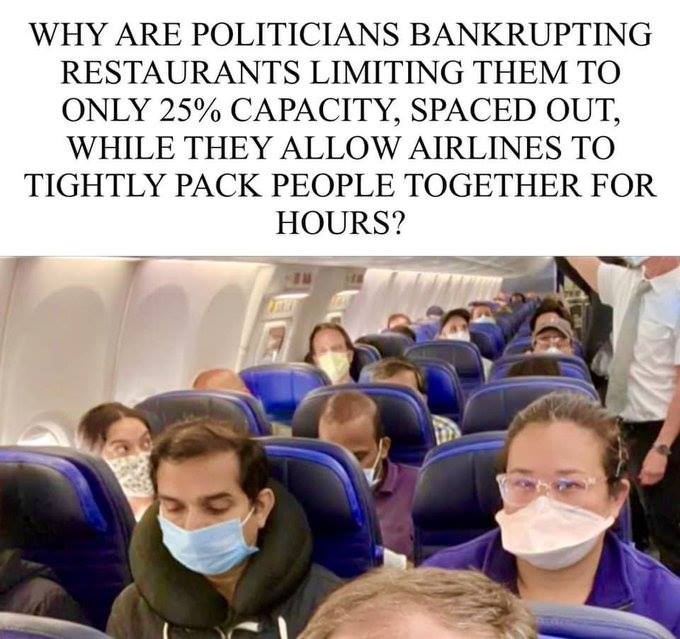 WHY ARE POLITICIANS BANKRUPTING
RESTAURANTS LIMITING THEM TO
ONLY 25% CAPACITY, SPACED OUT,
WHILE THEY ALLOW AIRLINES TO
TIGHTLY PACK PEOPLE TOGETHER FOR
HOURS?